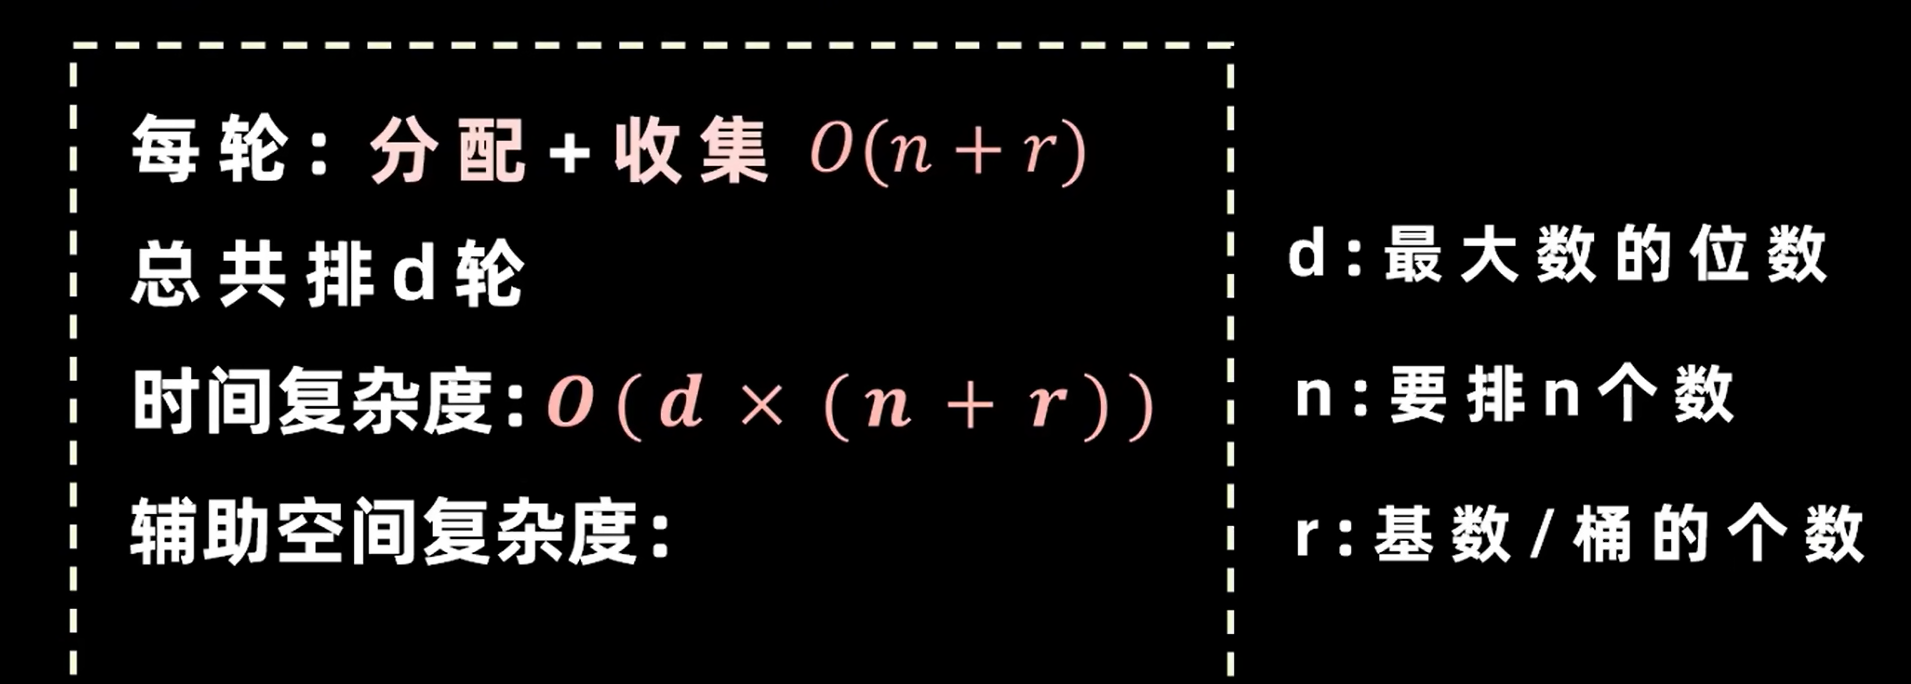 每轮：分配+收集 O(n + r)
总共排d轮
时间复杂度：O(d × (n + r))
辅助空间复杂度：
d：最大数的位数
n：要排n个数
r：基数/桶的个数